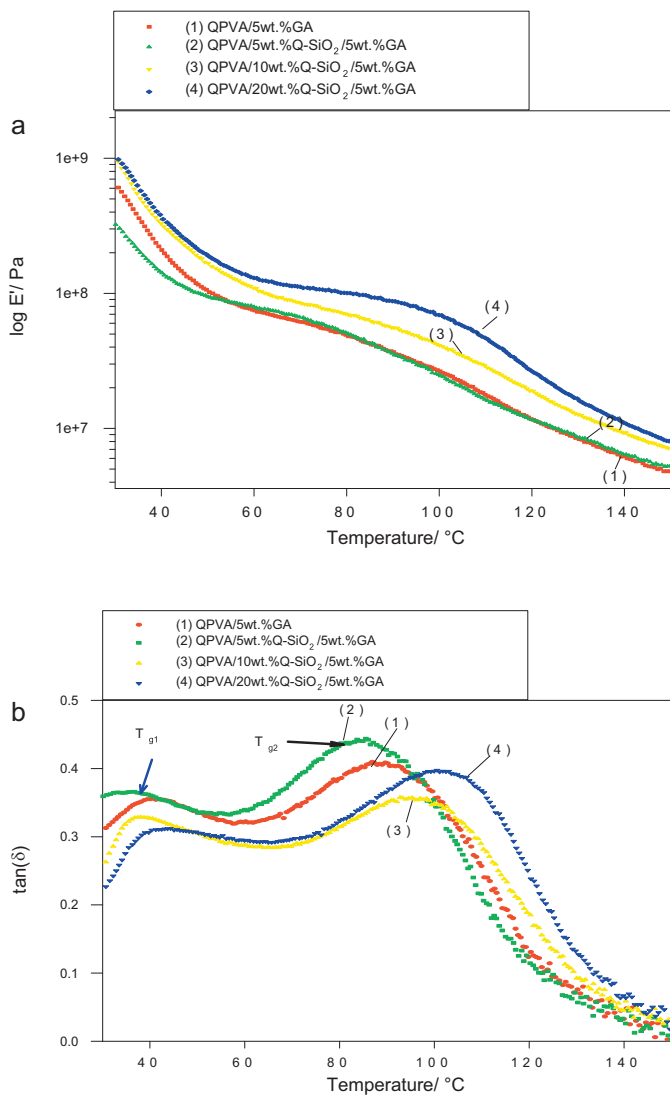 (1) QPVA/5wt.%GA
(2) QPVA/5wt.%Q-SiO2/5wt.%GA
(3) QPVA/10wt.%Q-SiO2/5wt.%GA
(4) QPVA/20wt.%Q-SiO2/5wt.%GA
a
1e+9
1e+8
1e+7
log E'/ Pa
(4)
(3)
(2)
(1)
40 60 80 100 120 140
Temperature/ °C
(1) QPVA/5wt.%GA
(2) QPVA/5wt.%Q-SiO2/5wt.%GA
(3) QPVA/10wt.%Q-SiO2/5wt.%GA
(4) QPVA/20wt.%Q-SiO2/5wt.%GA
b
0.5
0.4
0.3
0.2
0.1
0.0
tan(δ)
Tg1
Tg2
(2)
(1)
(4)
(3)
40 60 80 100 120 140
Temperature/ °C